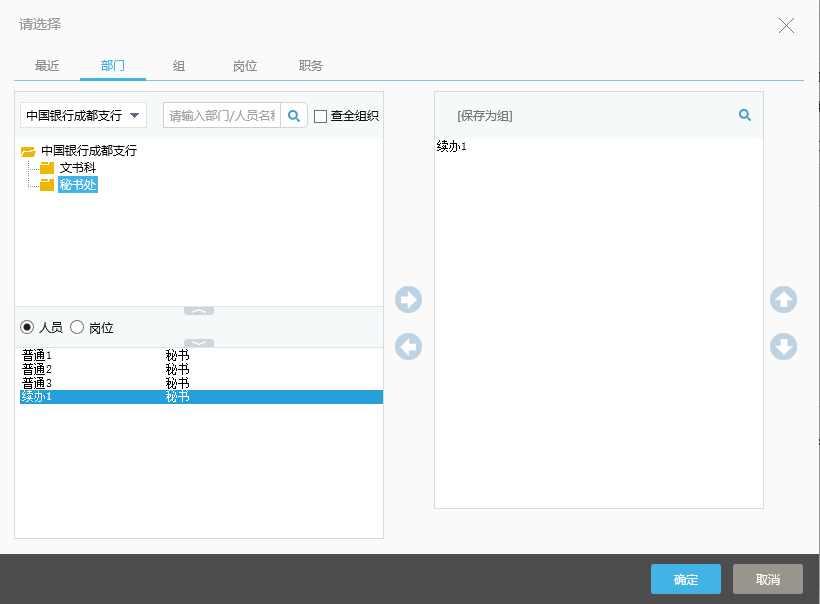 请选择
最近 部门 组 岗位 职务
中国银行成都支行 请输入部门/人员名称 查全组织
中国银行成都支行
文书科
秘书处
人员 岗位
普通1 秘书
普通2 秘书
普通3 秘书
续办1 秘书
[保存为组]
续办1
确定 取消